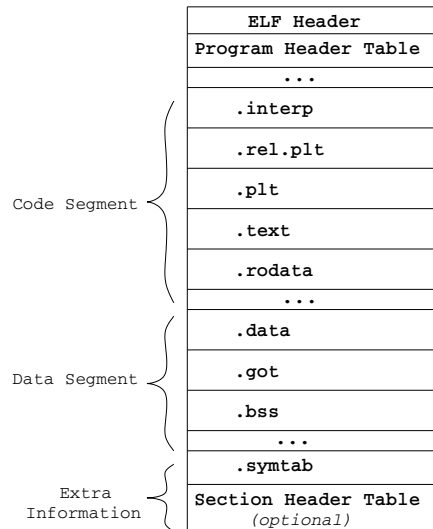 ELF Header
Program Header Table
...
Code Segment
.interp
.rel.plt
.plt
.text
.rodata
...
Data Segment
.data
.got
.bss
...
Extra
Information
.symtab
Section Header Table
(optional)